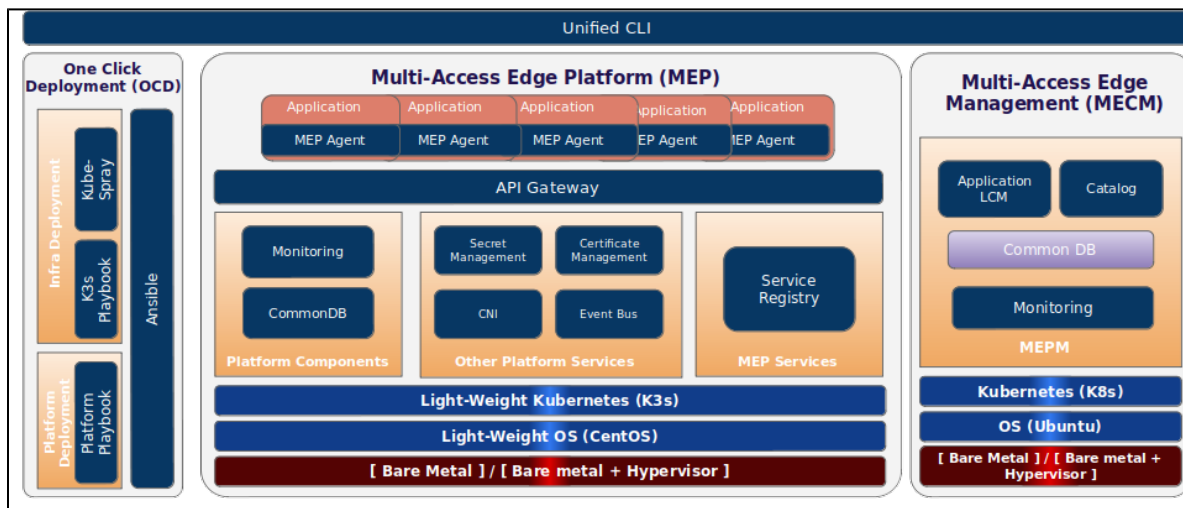 Unified CLI
One Click
Deployment (OCD)
Infra Deployment
Kube-
Spray
K3s
Playbook
Platform
Deployment
Platform
Playbook
Ansible
Multi-Access Edge Platform (MEP)
Application
MEP Agent
Application
MEP Agent
Application
MEP Agent
Application
MEP Agent
Application
MEP Agent
API Gateway
Monitoring
CommonDB
Platform Components
Secret
Management
Certificate
Management
CNI
Event Bus
Other Platform Services
Service
Registry
MEP Services
Light-Weight Kubernetes (K3s)
Light-Weight OS (CentOS)
[ Bare Metal ] / [ Bare metal + Hypervisor ]
Multi-Access Edge
Management (MECM)
Application
LCM
Catalog
Common DB
Monitoring
MEPM
Kubernetes (K8s)
OS (Ubuntu)
[ Bare Metal ] / [ Bare metal +
Hypervisor ]